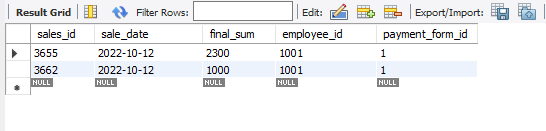 Result Grid Filter Rows: Edit: Export/Import:
sales_id sale_date final_sum employee_id payment_form_id
3655 2022-10-12 2300 1001 1
3662 2022-10-12 1000 1001 1
NULL NULL NULL NULL NULL